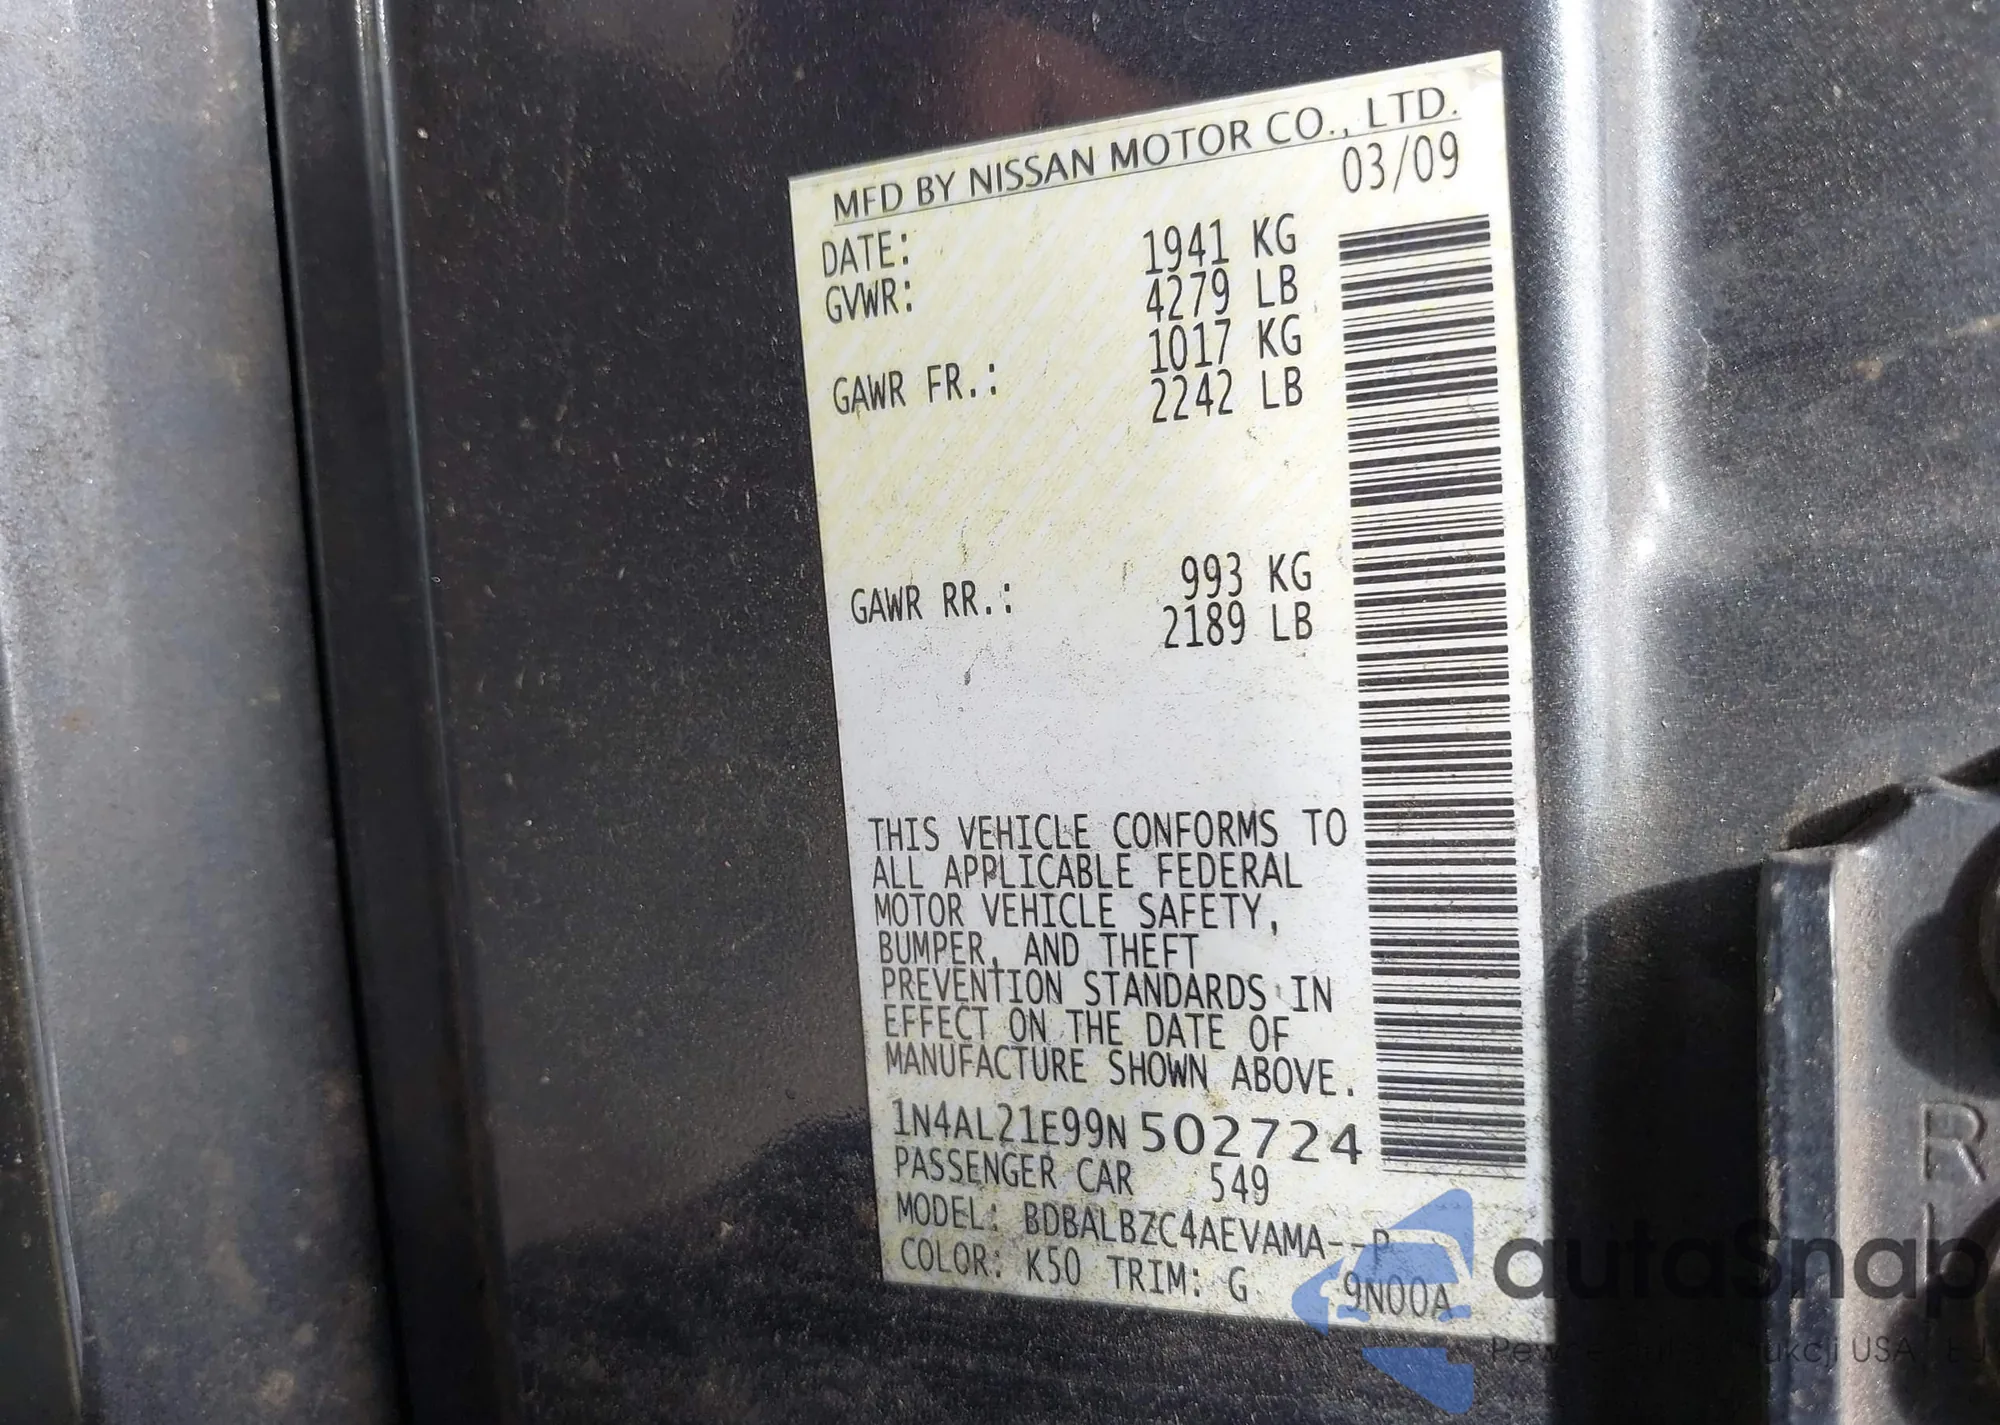 MFD BY NISSAN MOTOR CO., LTD.
DATE: 03/09
GVWR: 1941 KG
4279 LB
GAWR FR.: 1017 KG
2242 LB
GAWR RR.: 993 KG
2189 LB
THIS VEHICLE CONFORMS TO
ALL APPLICABLE FEDERAL
MOTOR VEHICLE SAFETY,
BUMPER, AND THEFT
PREVENTION STANDARDS IN
EFFECT ON THE DATE OF
MANUFACTURE SHOWN ABOVE.
1N4AL21E99N502724
PASSENGER CAR 549
MODEL: BDBALBZC4AEVAMA--P
COLOR: K50 TRIM: G 9N00A
R
autoSnap
USA